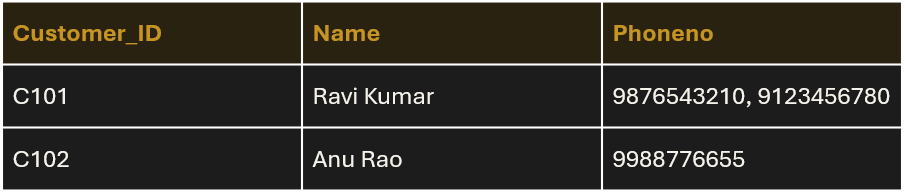 Customer_ID Name Phoneno
C101 Ravi Kumar 9876543210, 9123456780
C102 Anu Rao 9988776655